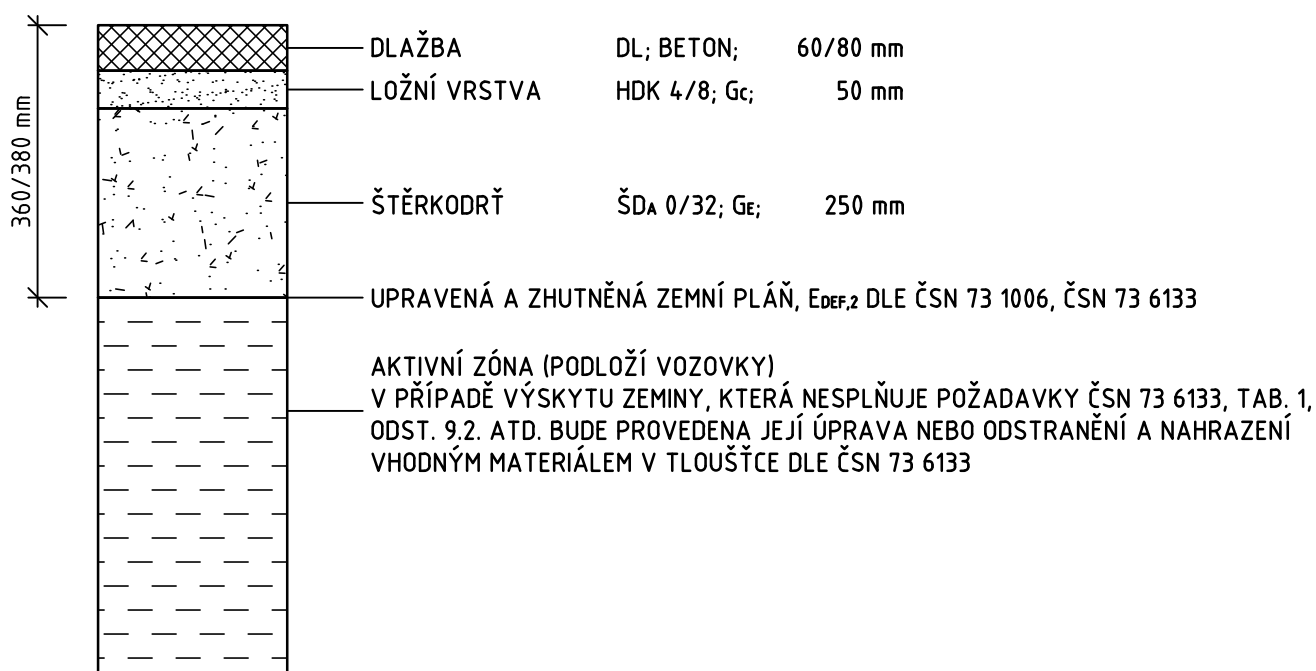 360/380 mm
DLAŽBA DL; BETON; 60/80 mm
LOŽNÍ VRSTVA HDK 4/8; GC; 50 mm
ŠTĚRKODRŤ ŠDA 0/32; GE; 250 mm
UPRAVENÁ A ZHUTNĚNÁ ZEMNÍ PLÁŇ, EDEF,2 DLE ČSN 73 1006, ČSN 73 6133
AKTIVNÍ ZÓNA (PODLOŽÍ VOZOVKY)
V PŘÍPADĚ VÝSKYTU ZEMINY, KTERÁ NESPLŇUJE POŽADAVKY ČSN 73 6133, TAB. 1,
ODST. 9.2. ATD. BUDE PROVEDENA JEJÍ ÚPRAVA NEBO ODSTRANĚNÍ A NAHRAZENÍ
VHODNÝM MATERIÁLEM V TLOUŠŤCE DLE ČSN 73 6133